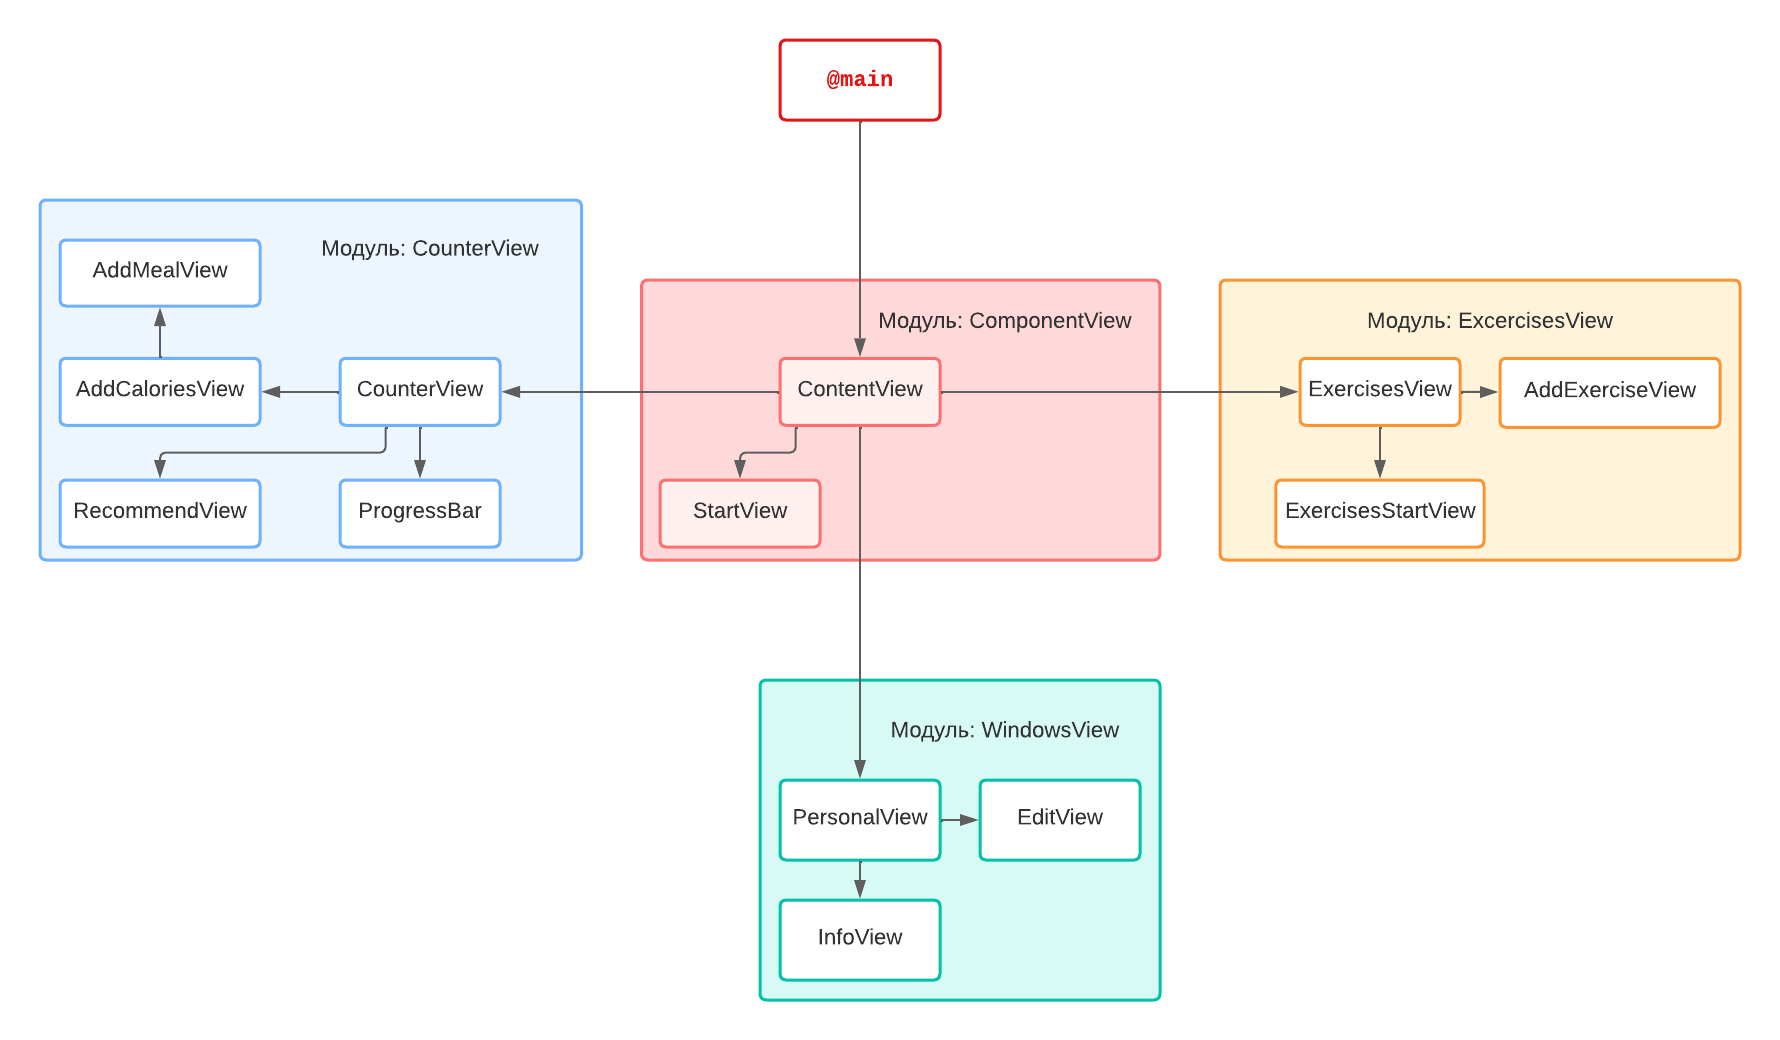 @main
Модуль: CounterView
AddMealView
AddCaloriesView
CounterView
RecommendView
ProgressBar
Модуль: ComponentView
ContentView
StartView
Модуль: ExcercisesView
ExercisesView
AddExerciseView
ExercisesStartView
Модуль: WindowsView
PersonalView
EditView
InfoView